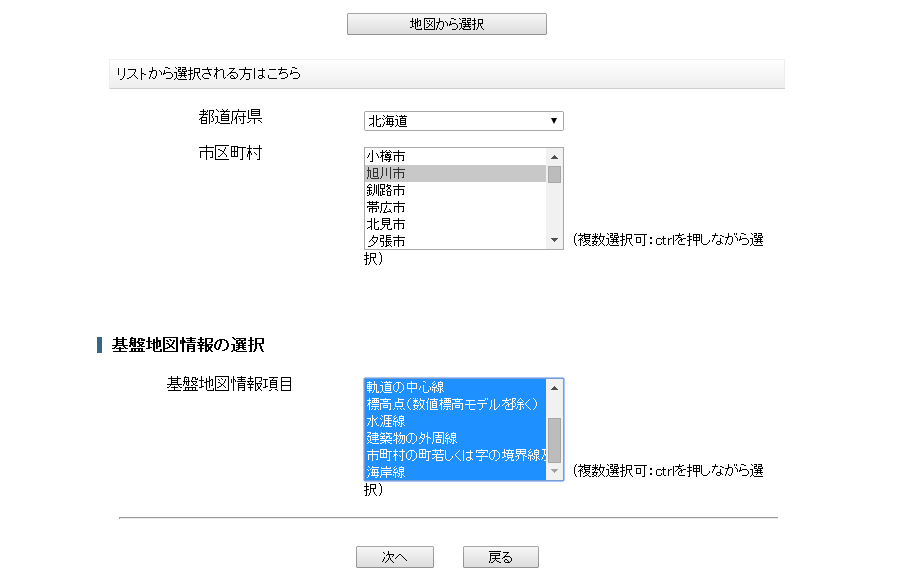 地図から選択
リストから選択される方はこちら
都道府県
北海道
市区町村
小樽市
旭川市
釧路市
帯広市
北見市
夕張市
(複数選択可:ctrlを押しながら選
択)
基盤地図情報の選択
基盤地図情報項目
軌道の中心線
標高点(数値標高モデルを除く)
水涯線
建築物の外周線
市町村の町若しくは字の境界線及
海岸線
(複数選択可:ctrlを押しながら選
択)
次へ
戻る